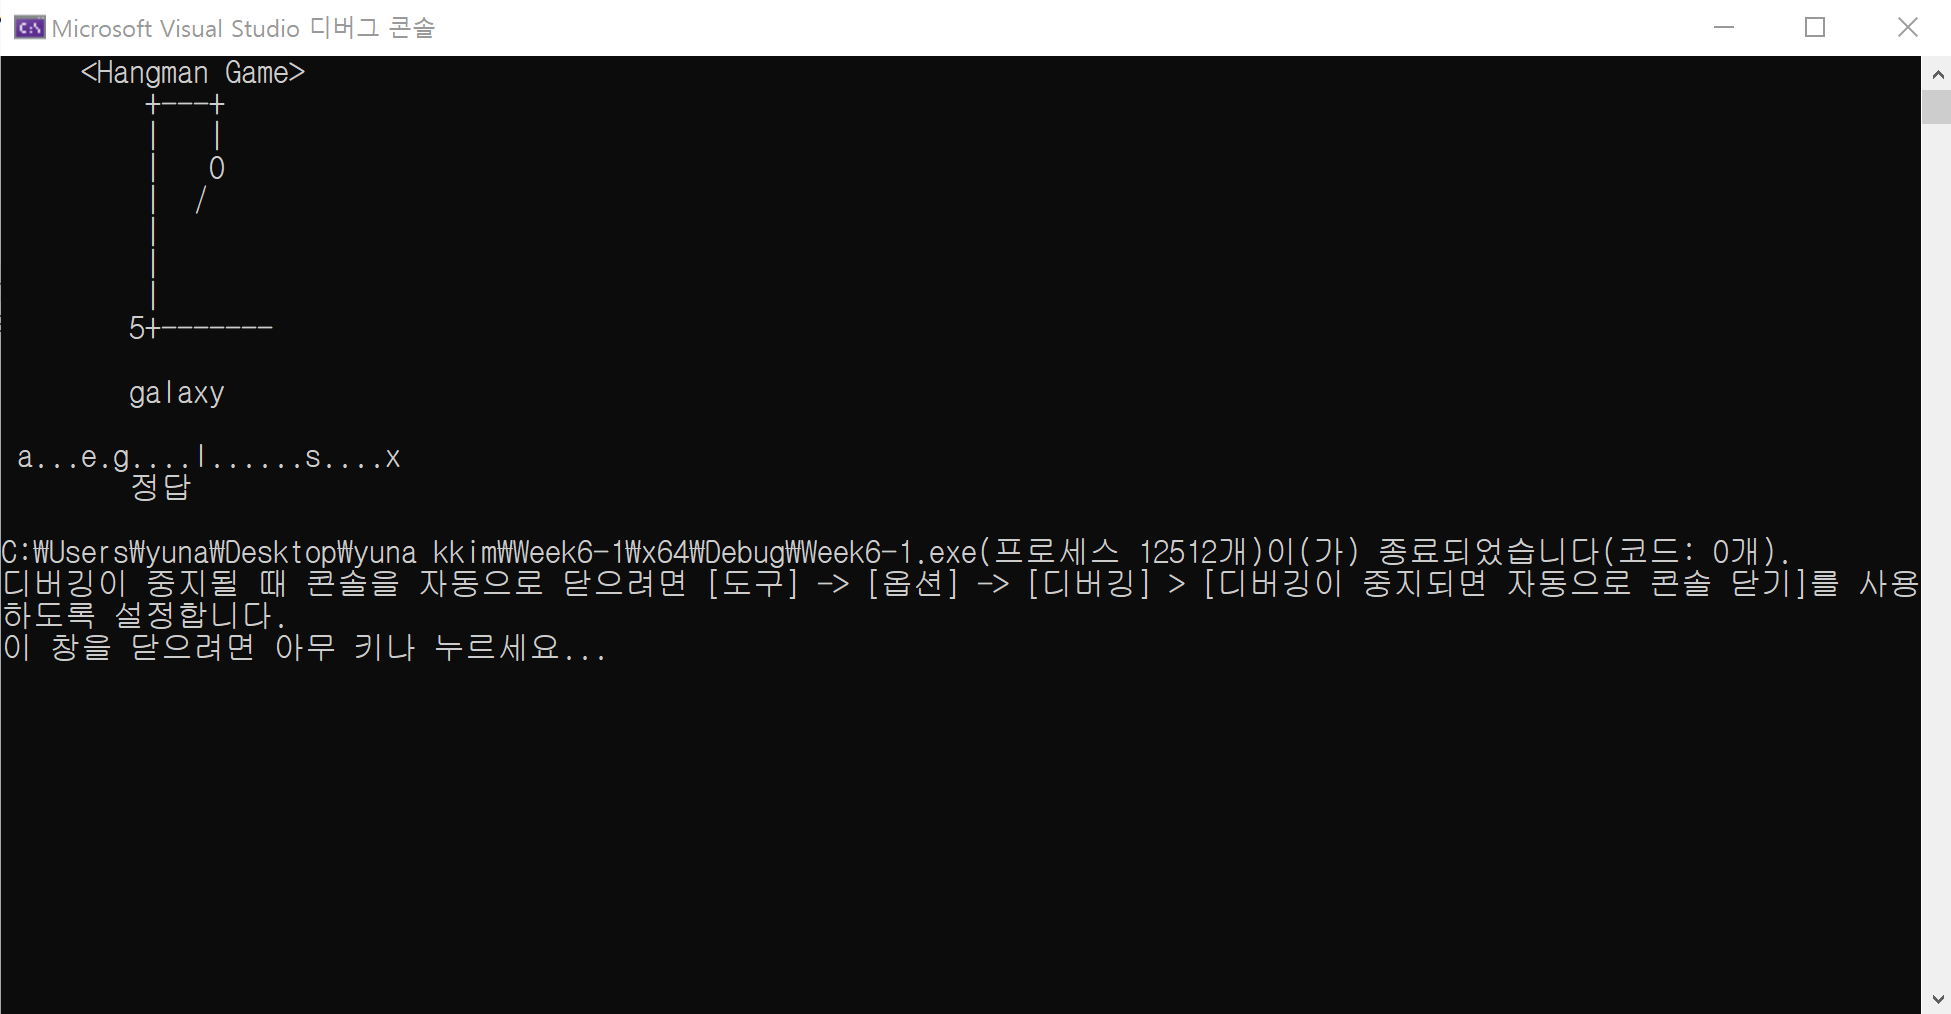 Microsoft Visual Studio 디버그 콘솔
<Hangman Game>
+---+
|   |
|   O
|  /
|
|
|
5+-------
galaxy
a...e.g....l......s....x
정답
C:\Users\yuna\Desktop\yuna kkim\Week6-1\x64\Debug\Week6-1.exe(프로세스 12512개)이(가) 종료되었습니다(코드: 0개).
디버깅이 중지될 때 콘솔을 자동으로 닫으려면 [도구] -> [옵션] -> [디버깅] > [디버깅이 중지되면 자동으로 콘솔 닫기]를 사용
하도록 설정합니다.
이 창을 닫으려면 아무 키나 누르세요...